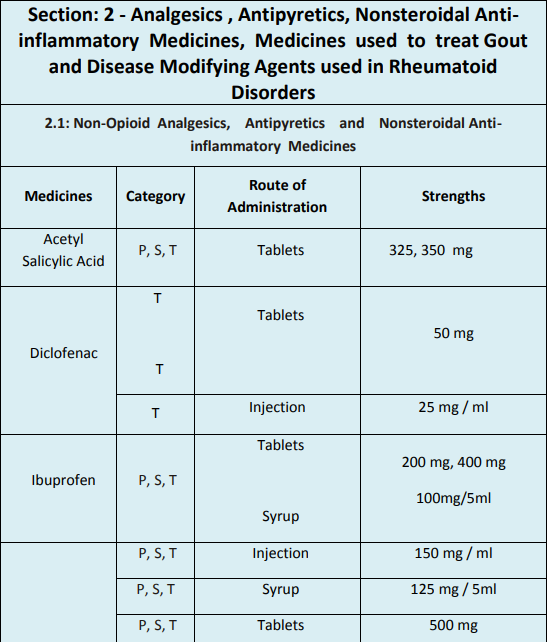 Section: 2 - Analgesics , Antipyretics, Nonsteroidal Anti-
inflammatory Medicines, Medicines used to treat Gout
and Disease Modifying Agents used in Rheumatoid
Disorders
2.1: Non-Opioid Analgesics, Antipyretics and Nonsteroidal Anti-
inflammatory Medicines
Medicines Category Route of Administration Strengths
Acetyl Salicylic Acid P, S, T Tablets 325, 350 mg
Diclofenac T Tablets 50 mg
T
T Injection 25 mg / ml
Ibuprofen P, S, T Tablets 200 mg, 400 mg
Syrup 100mg/5ml
P, S, T Injection 150 mg / ml
P, S, T Syrup 125 mg / 5ml
P, S, T Tablets 500 mg